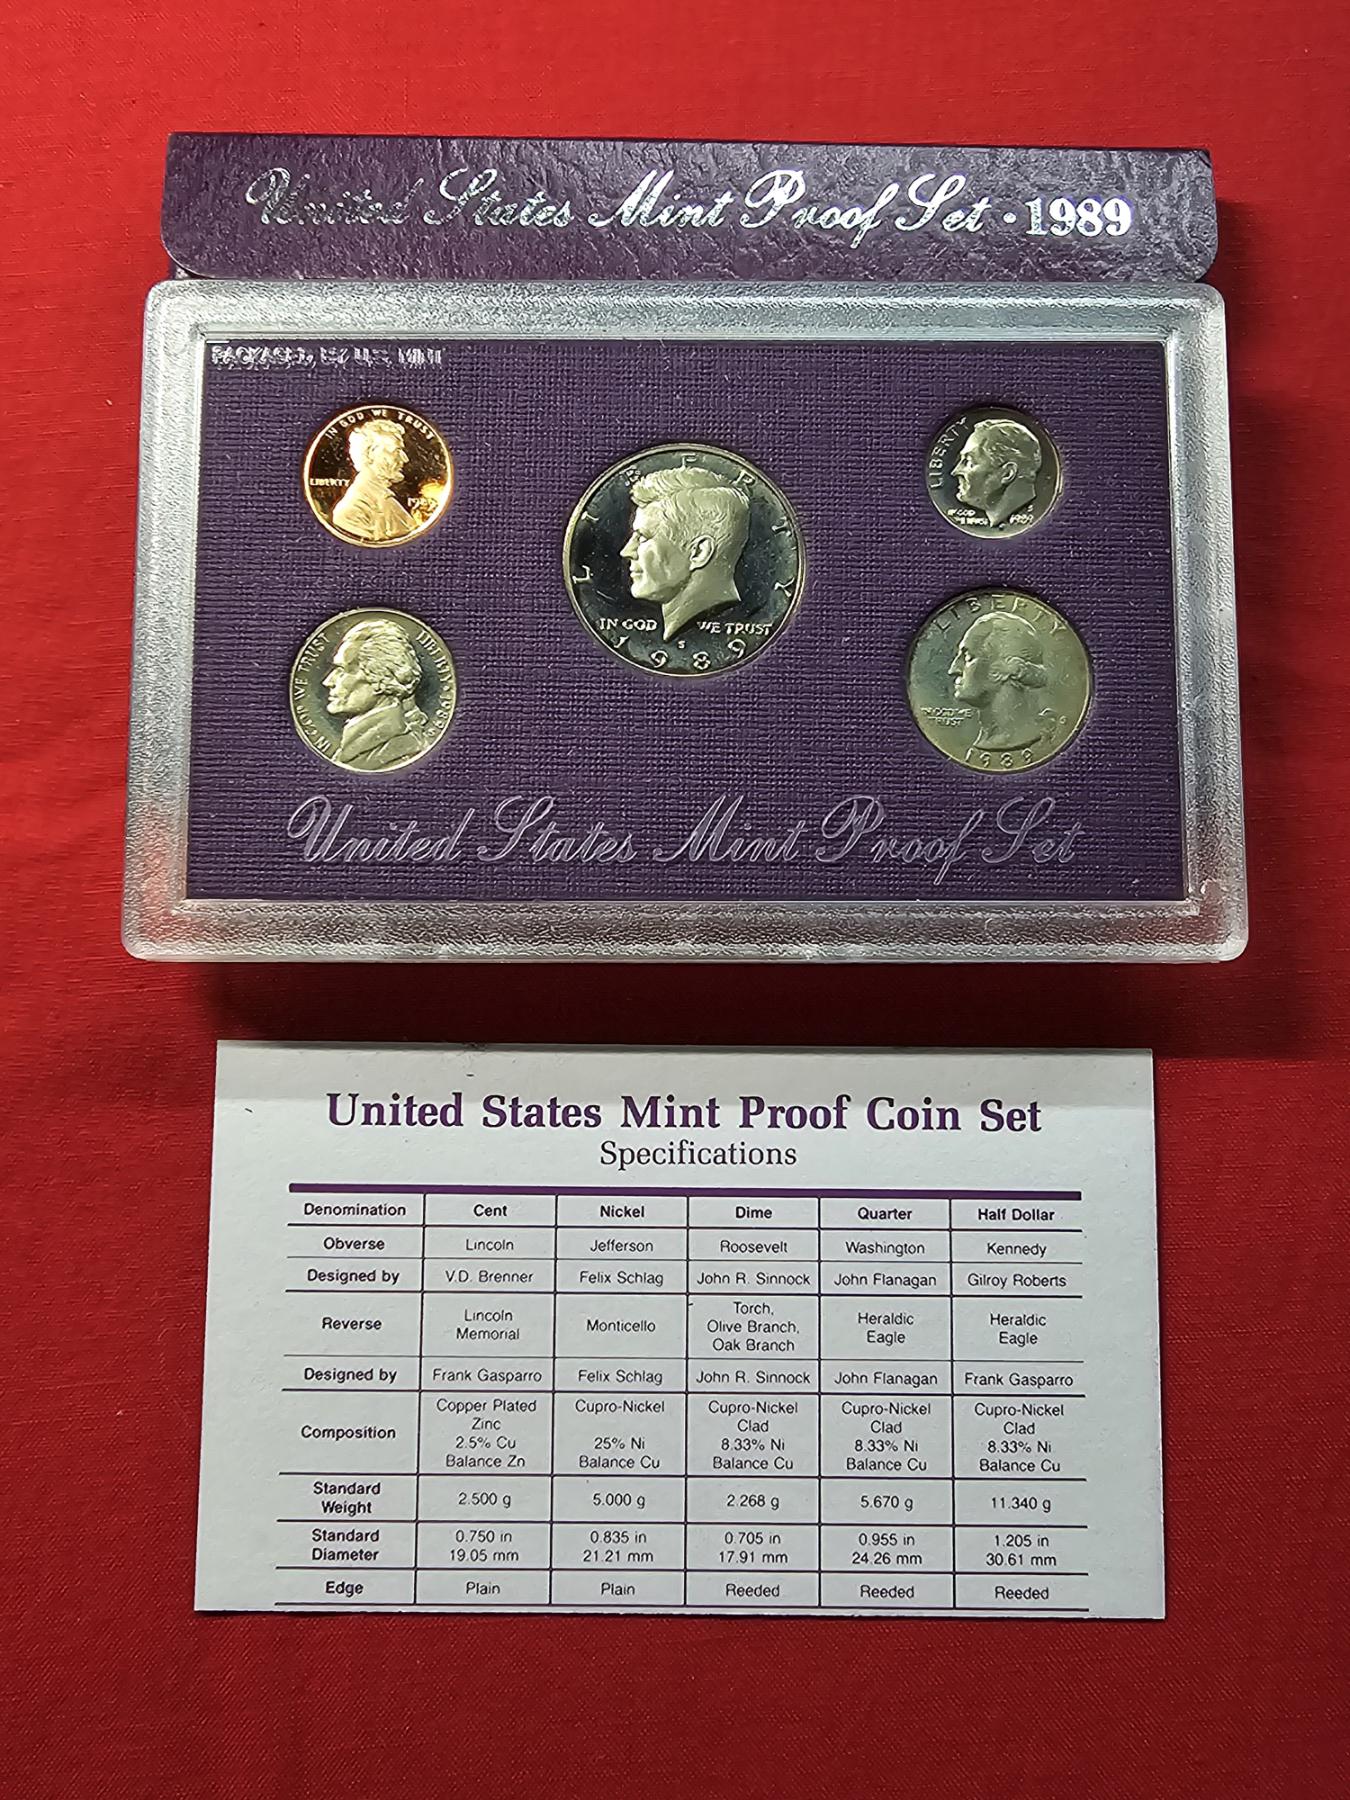 United States Mint Proof Set · 1989
PACKAGED BY U.S. MINT
IN GOD WE TRUST
LIBERTY
LIBERTY
IN GOD WE TRUST
S
1989
LIBERTY
IN GOD
WE TRUST
S
1989
IN GOD WE TRUST
LIBERTY · 1989
S
LIBERTY
IN GOD WE
TRUST
S
1989
United States Mint Proof Set
United States Mint Proof Coin Set
Specifications
Denomination Cent Nickel Dime Quarter Half Dollar
Obverse Lincoln Jefferson Roosevelt Washington Kennedy
Designed by V.D. Brenner Felix Schlag John R. Sinnock John Flanagan Gilroy Roberts
Reverse Lincoln Memorial Monticello Torch, Olive Branch, Oak Branch Heraldic Eagle Heraldic Eagle
Designed by Frank Gasparro Felix Schlag John R. Sinnock John Flanagan Frank Gasparro
Composition Copper Plated Zinc 2.5% Cu Balance Zn Cupro-Nickel 25% Ni Balance Cu Cupro-Nickel Clad 8.33% Ni Balance Cu Cupro-Nickel Clad 8.33% Ni Balance Cu Cupro-Nickel Clad 8.33% Ni Balance Cu
Standard Weight 2.500 g 5.000 g 2.268 g 5.670 g 11.340 g
Standard Diameter 0.750 in 19.05 mm 0.835 in 21.21 mm 0.705 in 17.91 mm 0.955 in 24.26 mm 1.205 in 30.61 mm
Edge Plain Plain Reeded Reeded Reeded